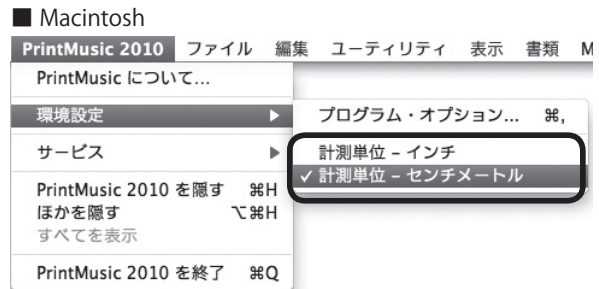 ■ Macintosh
PrintMusic 2010 ファイル 編集 ユーティリティ 表示 書類 M
PrintMusic について...
環境設定 ▶
プログラム・オプション... ⌘,
サービス ▶
計測単位 – インチ
✓ 計測単位 – センチメートル
PrintMusic 2010 を隠す ⌘H
ほかを隠す ⌥⌘H
すべてを表示
PrintMusic 2010 を終了 ⌘Q